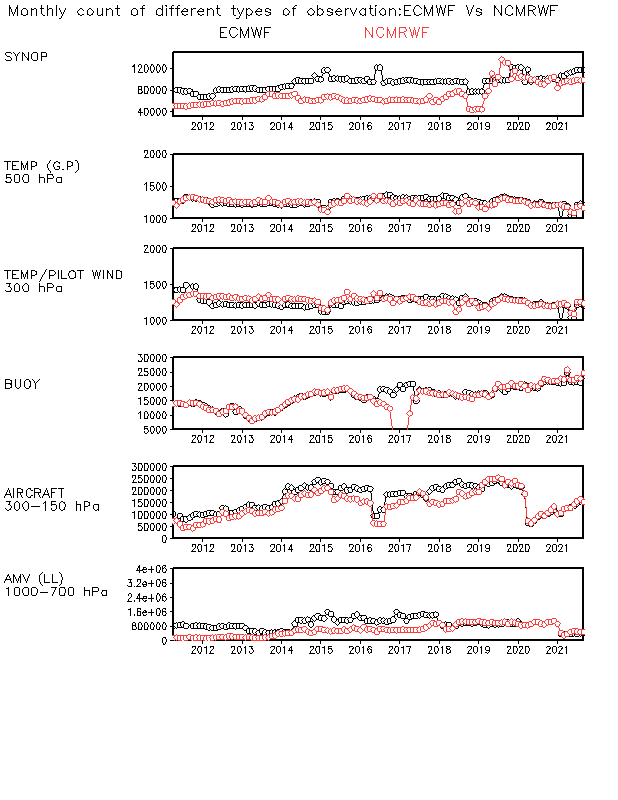 Monthly count of different types of observation:ECMWF Vs NCMRWF
ECMWF NCMRWF
SYNOP
120000
80000
40000
2012 2013 2014 2015 2016 2017 2018 2019 2020 2021
TEMP (G.P)
500 hPa
2000
1500
1000
2012 2013 2014 2015 2016 2017 2018 2019 2020 2021
TEMP/PILOT WIND
300 hPa
2000
1500
1000
2012 2013 2014 2015 2016 2017 2018 2019 2020 2021
BUOY
30000
25000
20000
15000
10000
5000
2012 2013 2014 2015 2016 2017 2018 2019 2020 2021
AIRCRAFT
300-150 hPa
300000
250000
200000
150000
100000
50000
0
2012 2013 2014 2015 2016 2017 2018 2019 2020 2021
AMV (LL)
1000-700 hPa
4e+06
3.2e+06
2.4e+06
1.6e+06
800000
0
2012 2013 2014 2015 2016 2017 2018 2019 2020 2021